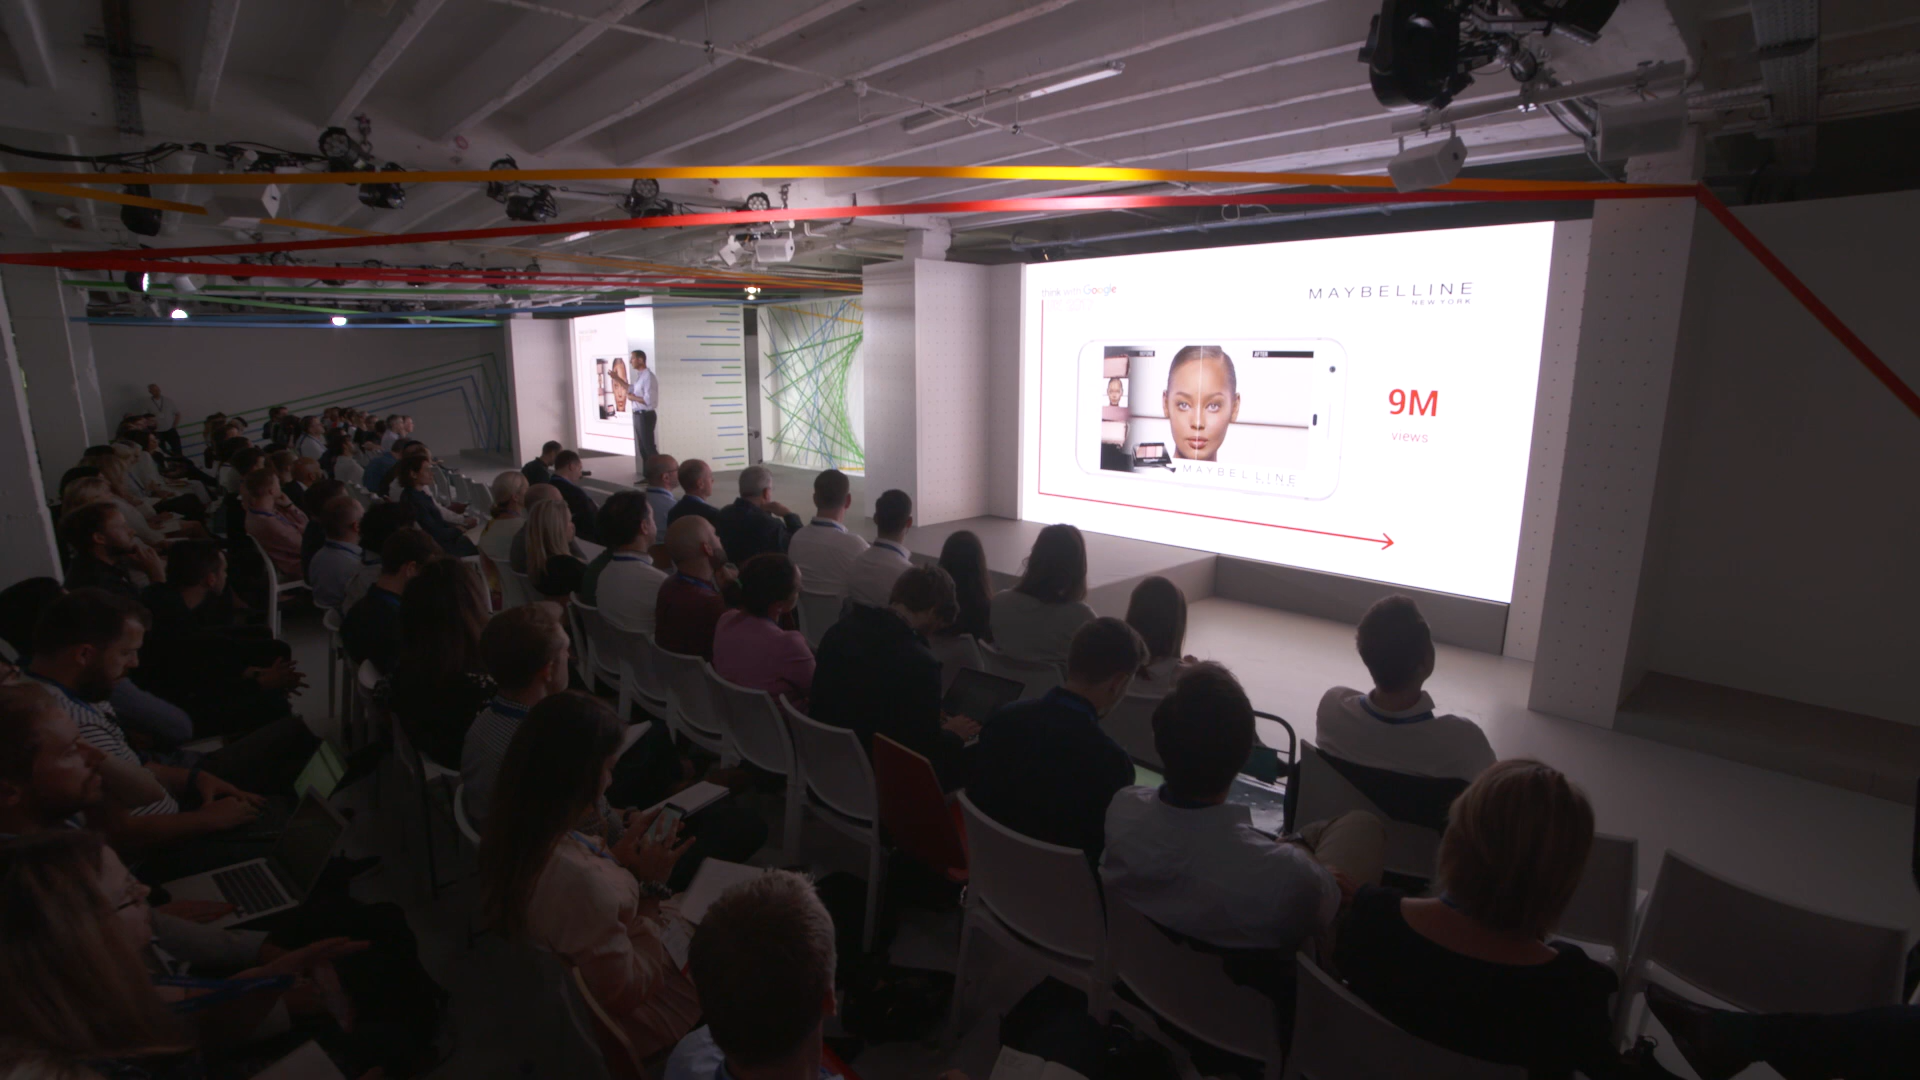 think with Google
MAYBELLINE
NEW YORK
BEFORE
AFTER
9M
views
MAYBELLINE